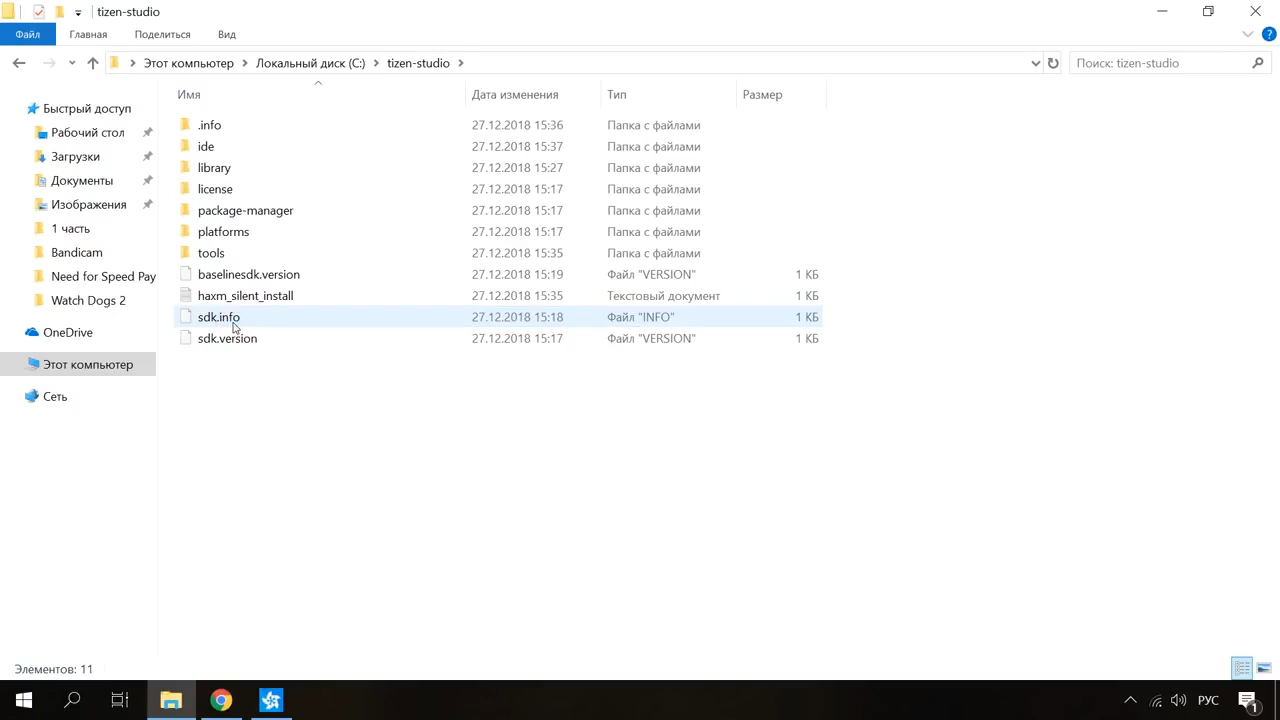 tizen-studio
Файл Главная Поделиться Вид
Этот компьютер Локальный диск (C:) tizen-studio Поиск: tizen-studio
Имя Дата изменения Тип Размер
Быстрый доступ
Рабочий стол
Загрузки
Документы
Изображения
1 часть
Bandicam
Need for Speed Pay
Watch Dogs 2
OneDrive
Этот компьютер
Сеть
.info 27.12.2018 15:36 Папка с файлами
ide 27.12.2018 15:37 Папка с файлами
library 27.12.2018 15:27 Папка с файлами
license 27.12.2018 15:17 Папка с файлами
package-manager 27.12.2018 15:17 Папка с файлами
platforms 27.12.2018 15:17 Папка с файлами
tools 27.12.2018 15:35 Папка с файлами
baselinesdk.version 27.12.2018 15:19 Файл "VERSION" 1 КБ
haxm_silent_install 27.12.2018 15:35 Текстовый документ 1 КБ
sdk.info 27.12.2018 15:18 Файл "INFO" 1 КБ
sdk.version 27.12.2018 15:17 Файл "VERSION" 1 КБ
Элементов: 11
РУС 1